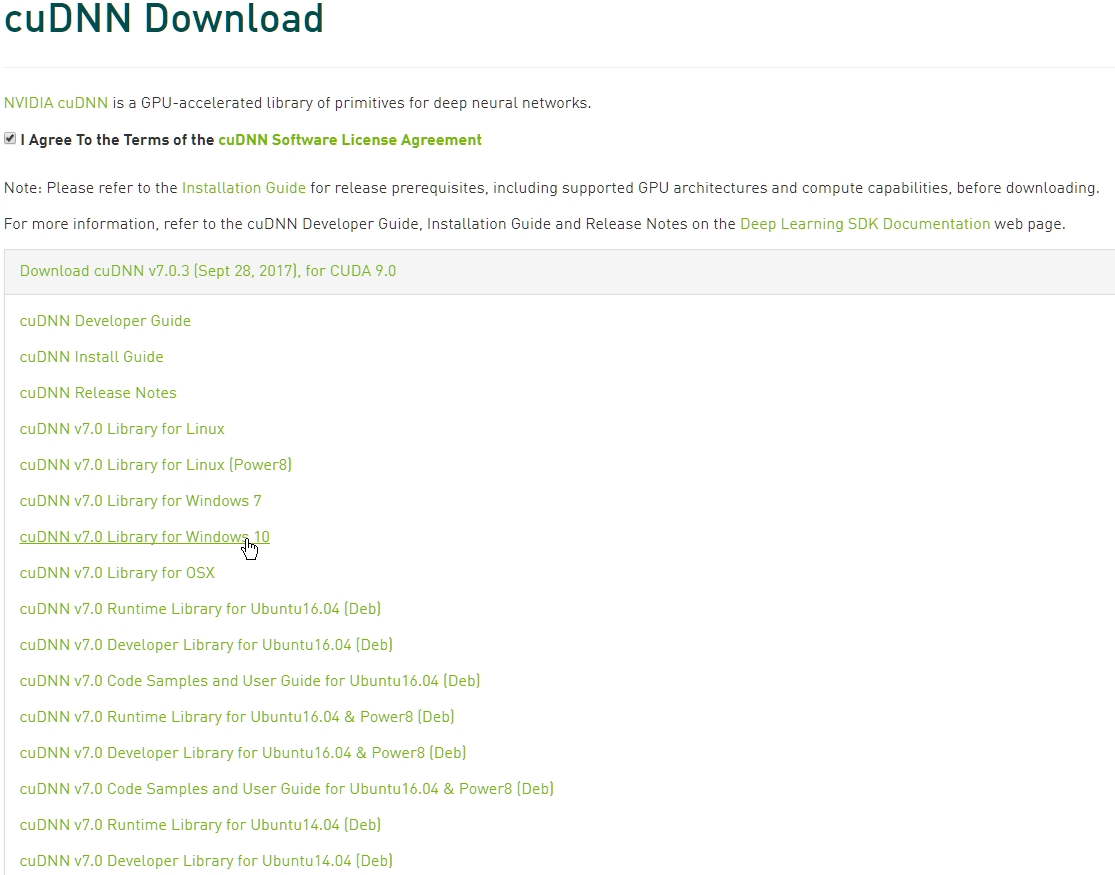 cuDNN Download
NVIDIA cuDNN is a GPU-accelerated library of primitives for deep neural networks.
I Agree To the Terms of the cuDNN Software License Agreement
Note: Please refer to the Installation Guide for release prerequisites, including supported GPU architectures and compute capabilities, before downloading.
For more information, refer to the cuDNN Developer Guide, Installation Guide and Release Notes on the Deep Learning SDK Documentation web page.
Download cuDNN v7.0.3 (Sept 28, 2017), for CUDA 9.0
cuDNN Developer Guide
cuDNN Install Guide
cuDNN Release Notes
cuDNN v7.0 Library for Linux
cuDNN v7.0 Library for Linux (Power8)
cuDNN v7.0 Library for Windows 7
cuDNN v7.0 Library for Windows 10
cuDNN v7.0 Library for OSX
cuDNN v7.0 Runtime Library for Ubuntu16.04 (Deb)
cuDNN v7.0 Developer Library for Ubuntu16.04 (Deb)
cuDNN v7.0 Code Samples and User Guide for Ubuntu16.04 (Deb)
cuDNN v7.0 Runtime Library for Ubuntu16.04 & Power8 (Deb)
cuDNN v7.0 Developer Library for Ubuntu16.04 & Power8 (Deb)
cuDNN v7.0 Code Samples and User Guide for Ubuntu16.04 & Power8 (Deb)
cuDNN v7.0 Runtime Library for Ubuntu14.04 (Deb)
cuDNN v7.0 Developer Library for Ubuntu14.04 (Deb)